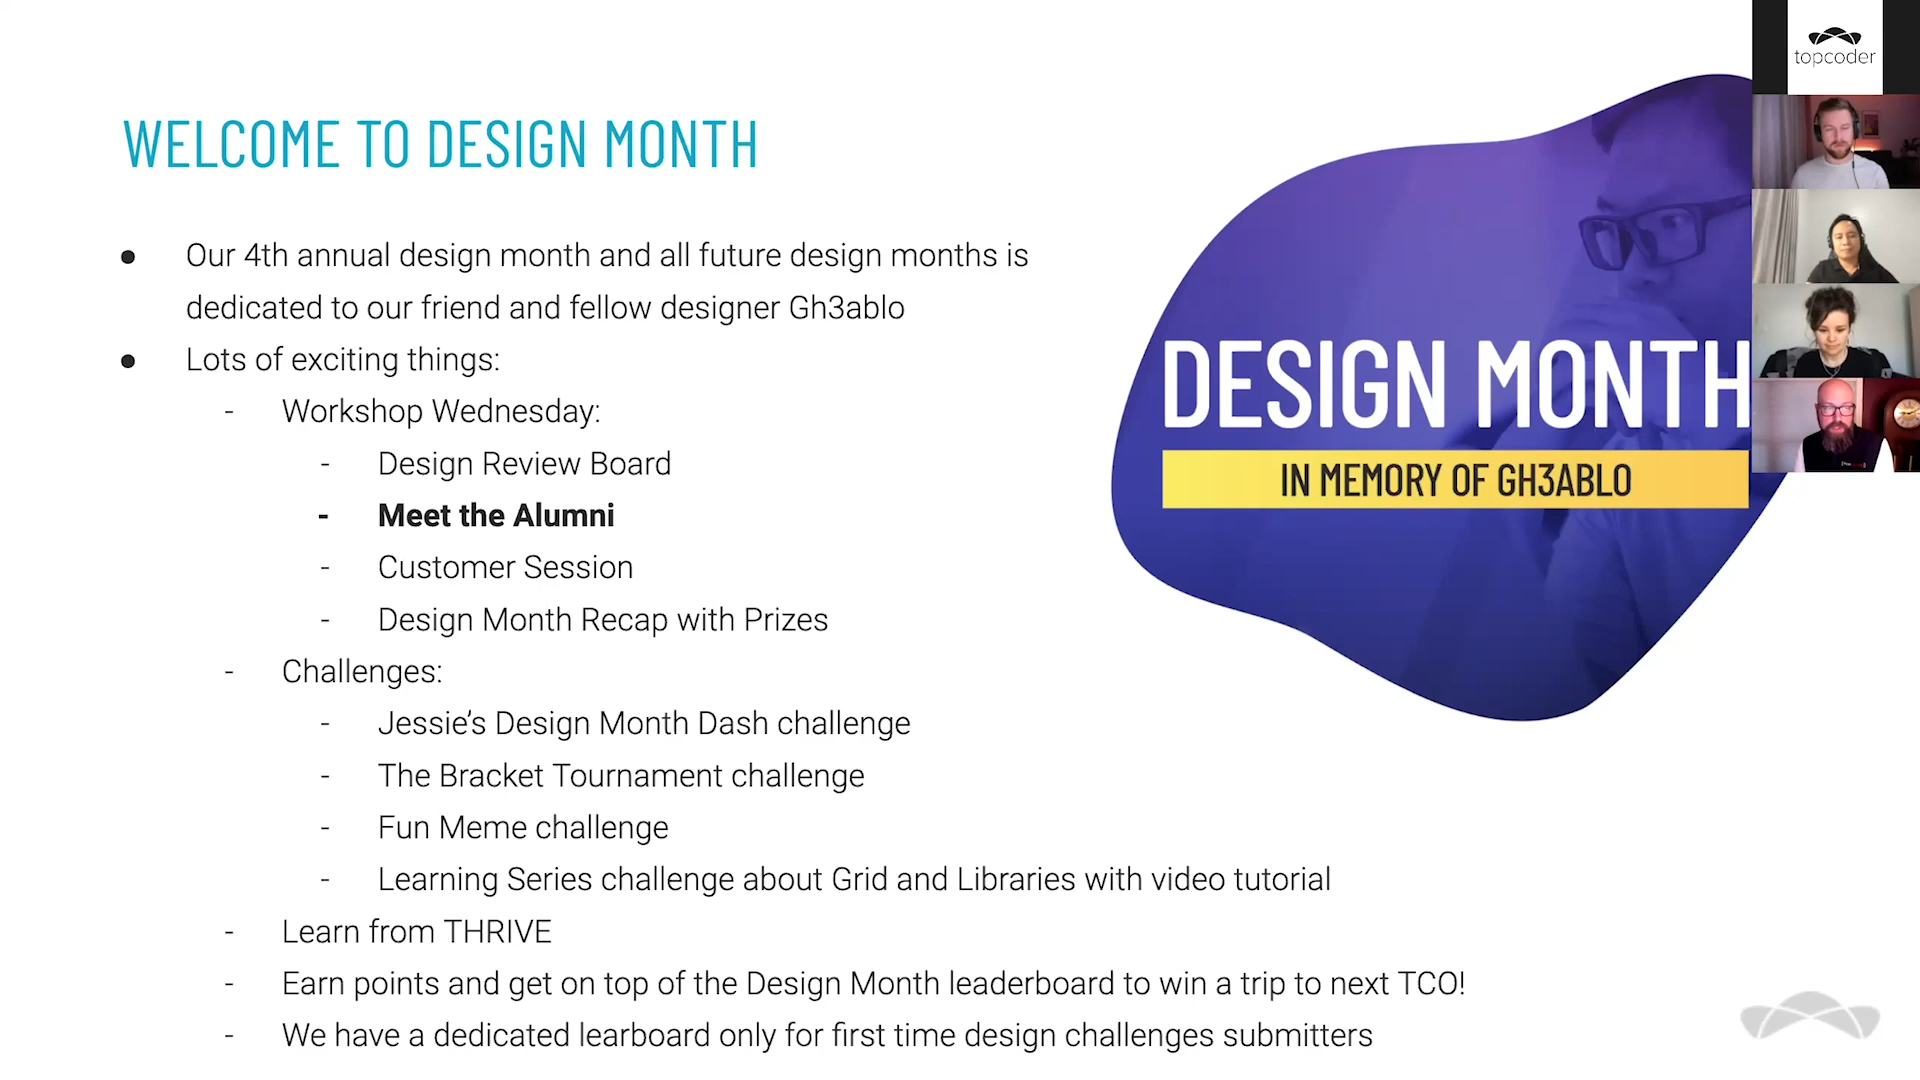 topcoder
WELCOME TO DESIGN MONTH
● Our 4th annual design month and all future design months is
dedicated to our friend and fellow designer Gh3ablo
● Lots of exciting things:
- Workshop Wednesday:
- Design Review Board
- Meet the Alumni
- Customer Session
- Design Month Recap with Prizes
- Challenges:
- Jessie’s Design Month Dash challenge
- The Bracket Tournament challenge
- Fun Meme challenge
- Learning Series challenge about Grid and Libraries with video tutorial
- Learn from THRIVE
- Earn points and get on top of the Design Month leaderboard to win a trip to next TCO!
- We have a dedicated learboard only for first time design challenges submitters
DESIGN MONTH
IN MEMORY OF GH3ABLO